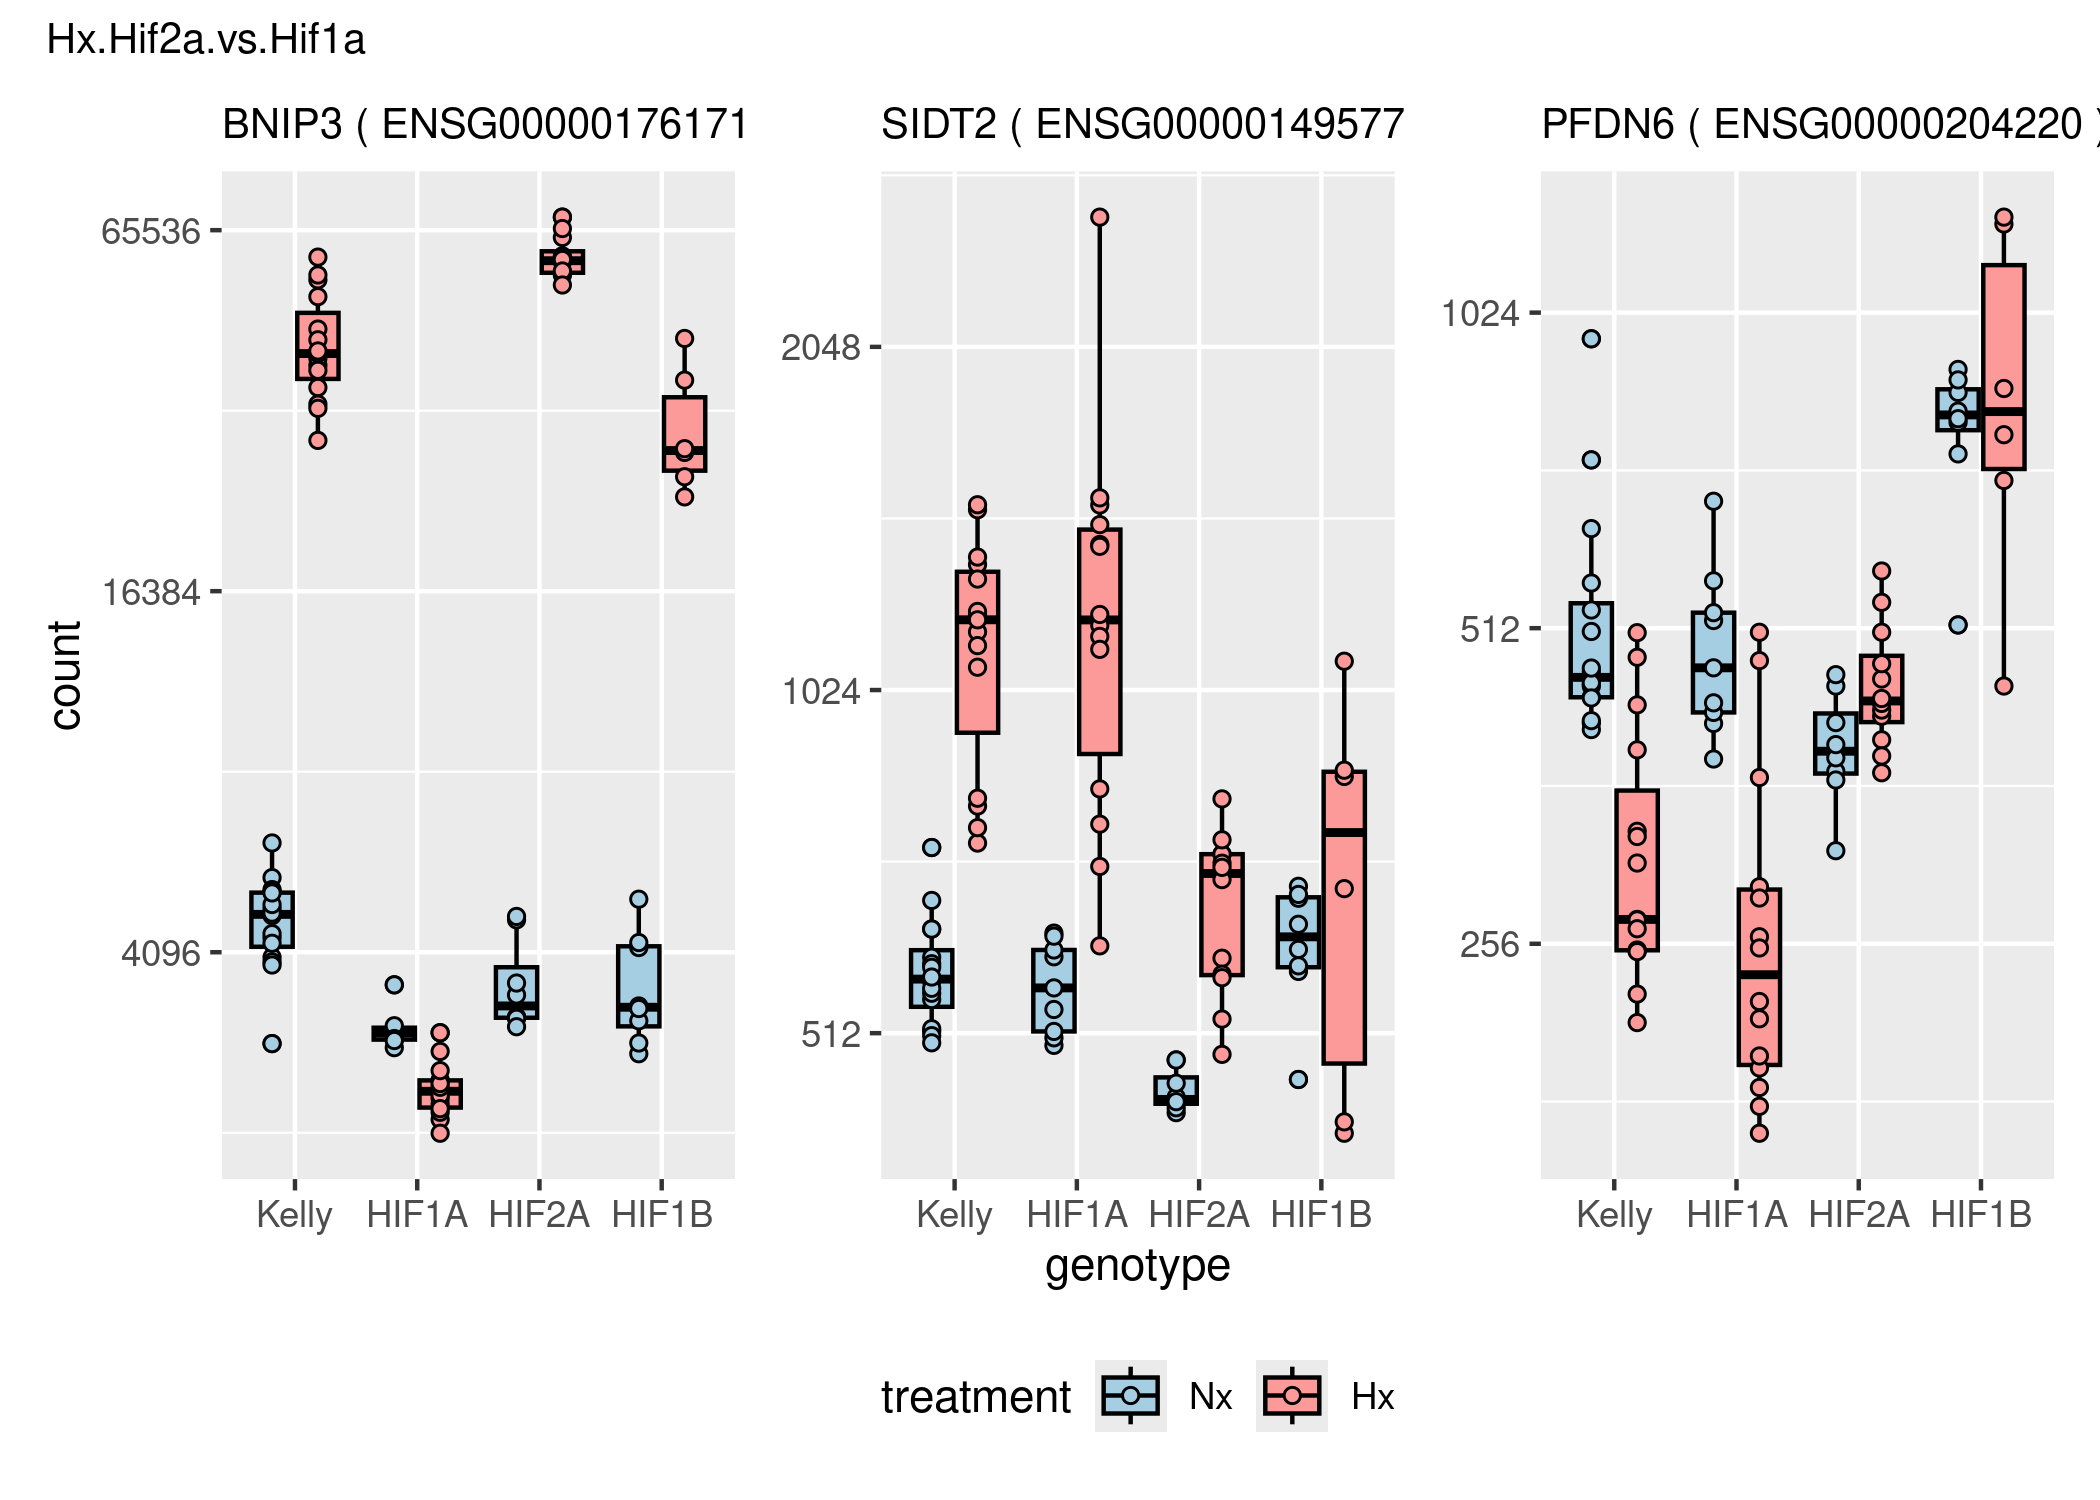 Hx.Hif2a.vs.Hif1a
BNIP3 ( ENSG00000176171
SIDT2 ( ENSG00000149577
PFDN6 ( ENSG00000204220 )
65536
16384
4096
count
2048
1024
512
1024
512
256
Kelly HIF1A HIF2A HIF1B
Kelly HIF1A HIF2A HIF1B
Kelly HIF1A HIF2A HIF1B
genotype
treatment Nx Hx